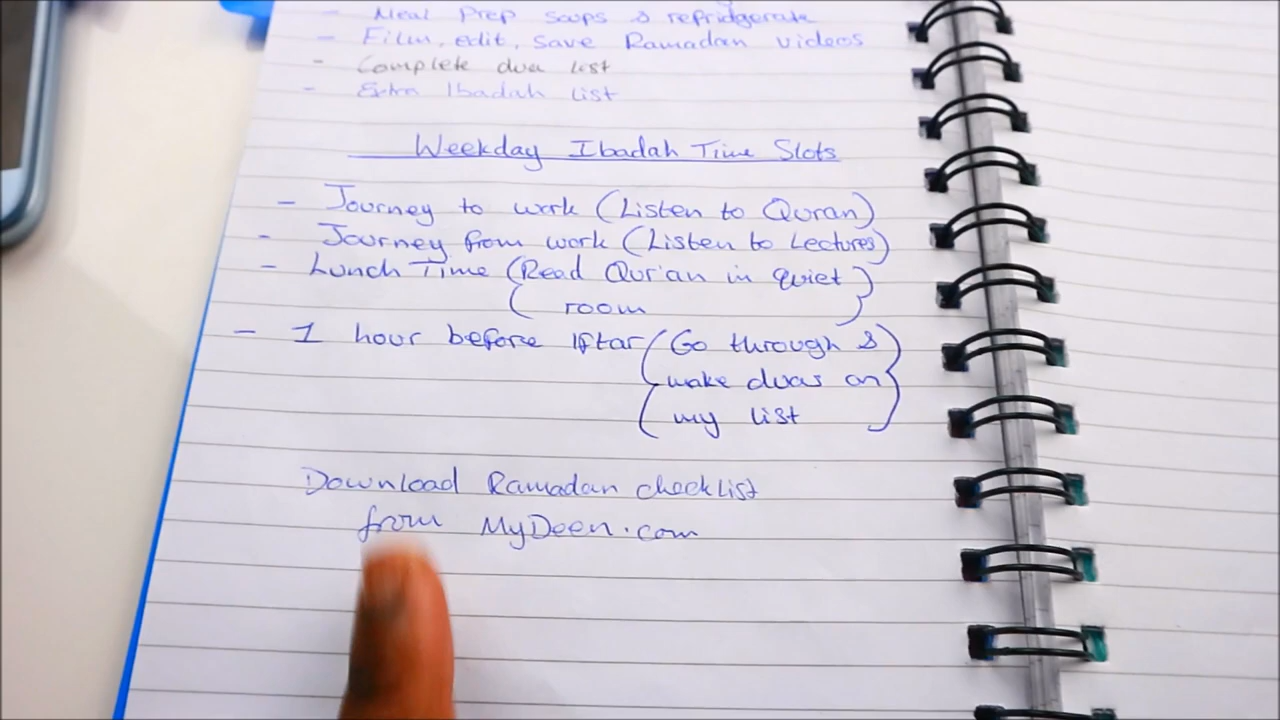 - Meal Prep soups & refridgerate
- Film, edit, save Ramadan videos
- Complete dua list
- Extra Ibadah list
Weekday Ibadah Time Slots
- Journey to work (Listen to Quran)
- Journey from work (Listen to Lectures)
- Lunch Time (Read Qur'an in quiet
room)
- 1 hour before Iftar (Go through &
make duas on
my list)
Download Ramadan checklist
from MyDeen.com